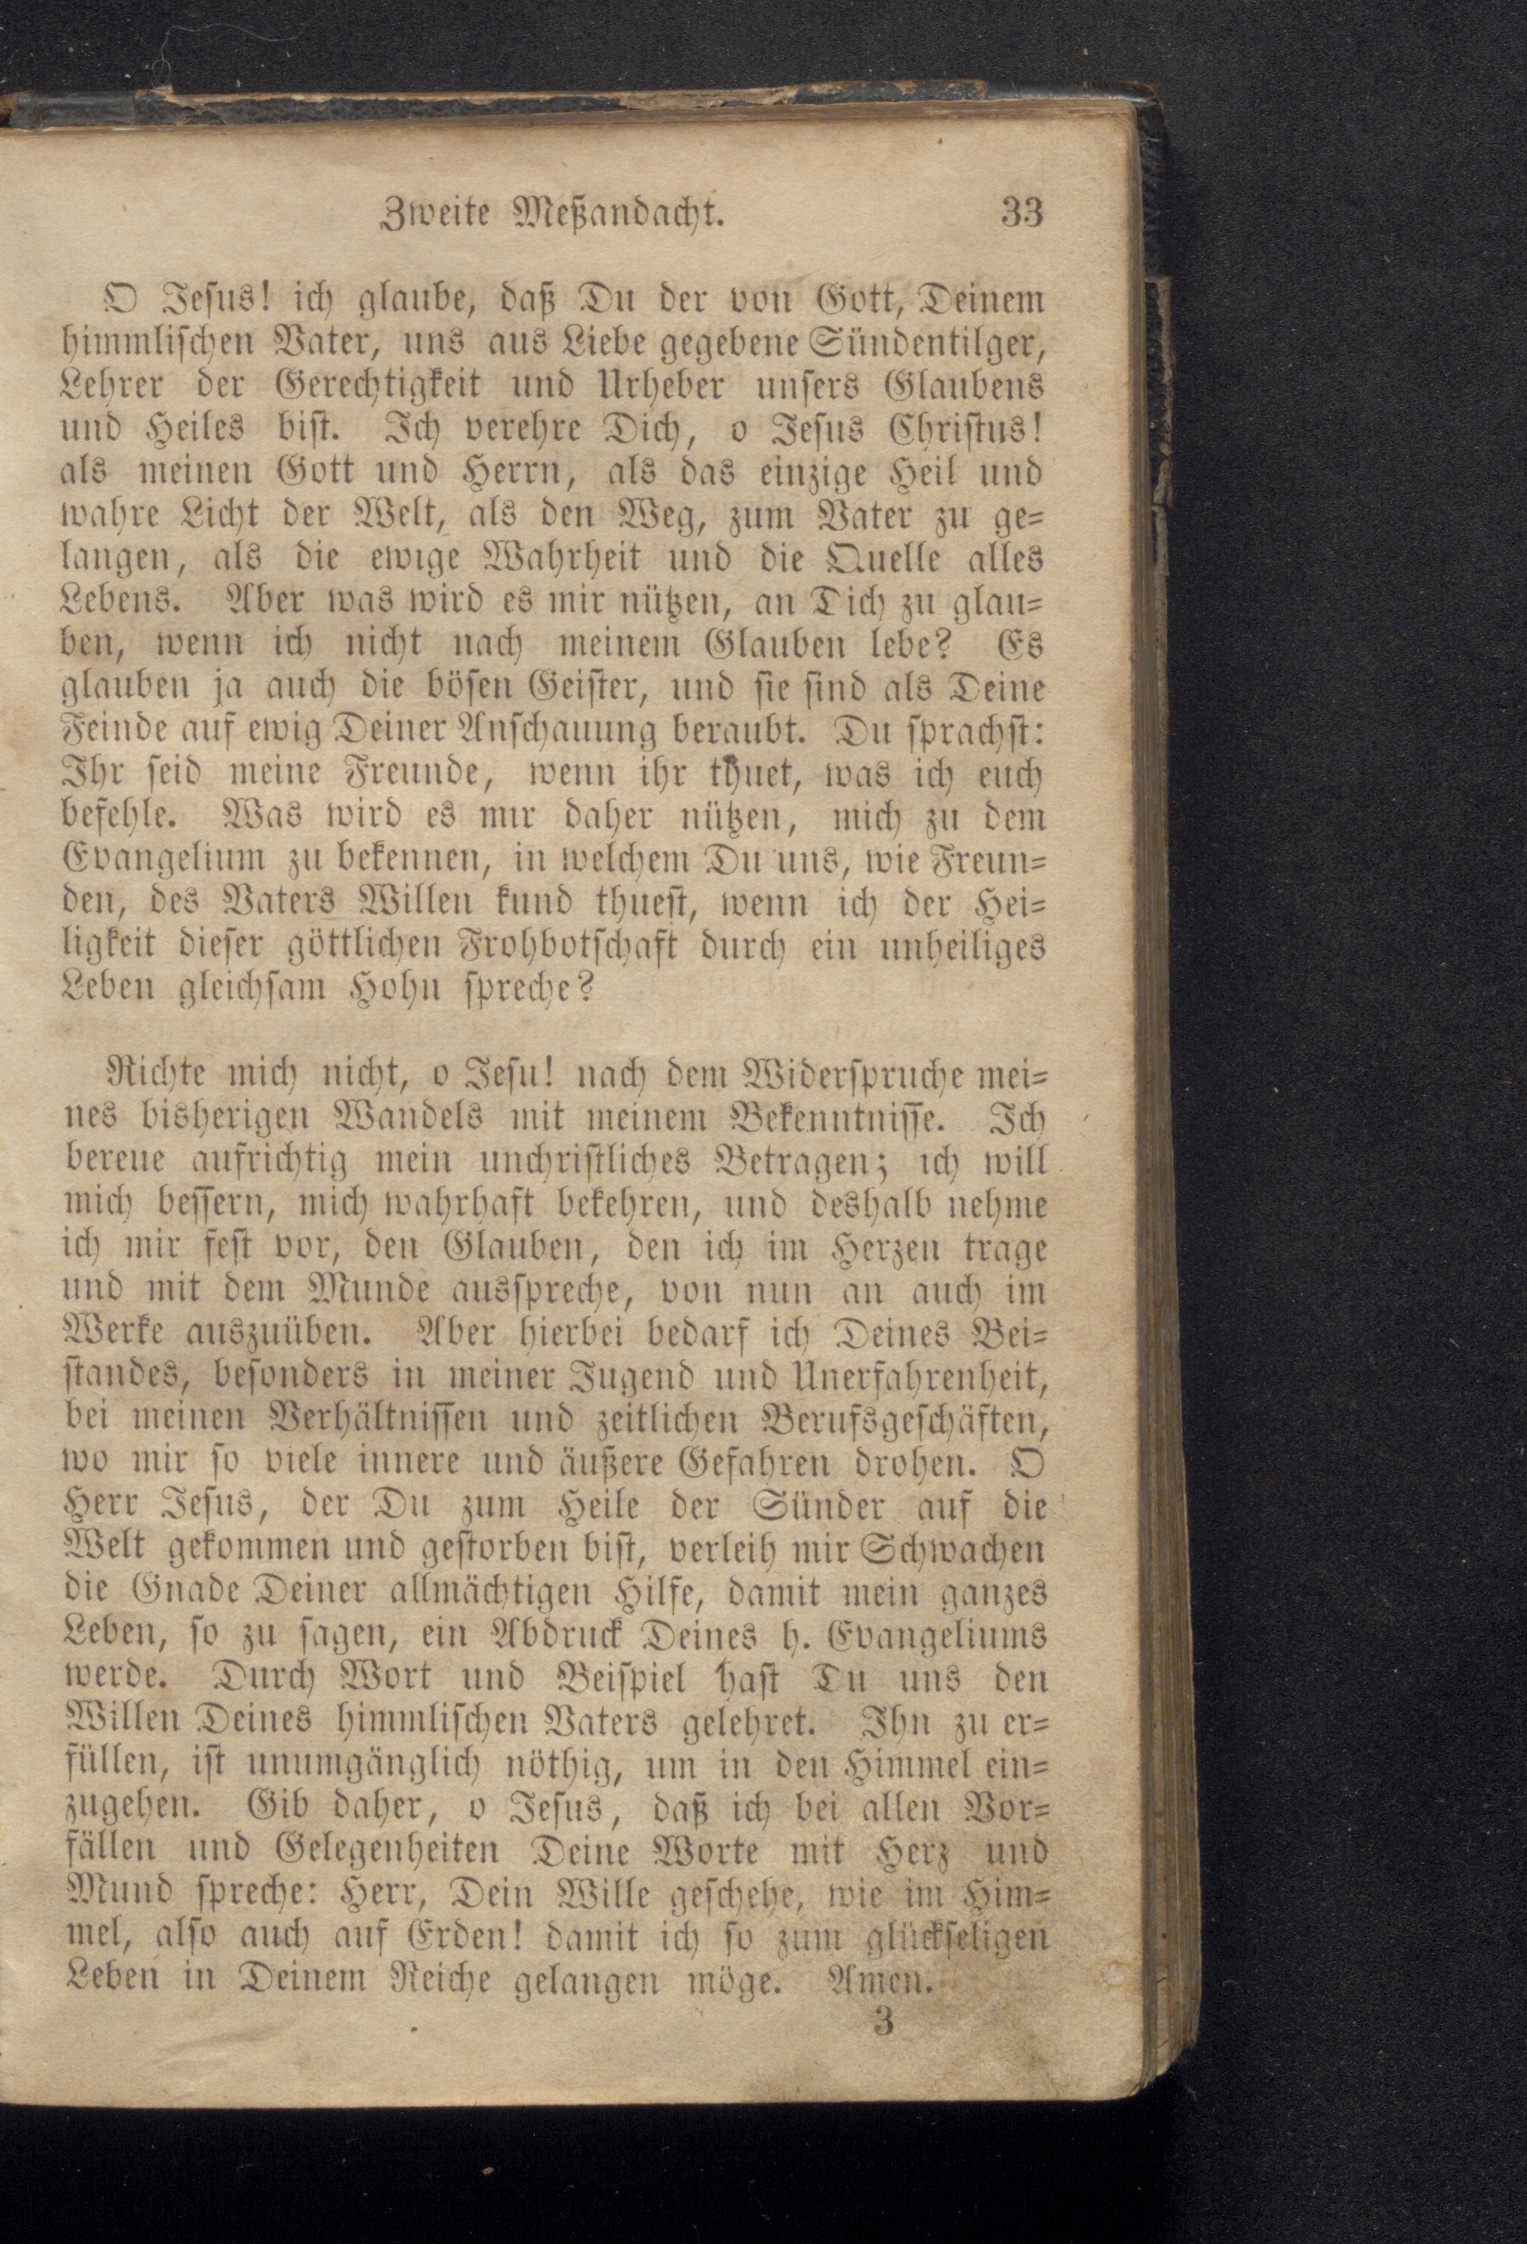 Zweite Meßandacht. 33
O Jesus! ich glaube, daß Du der von Gott, Deinem
himmlischen Vater, uns aus Liebe gegebene Sündentilger,
Lehrer der Gerechtigkeit und Urheber unsers Glaubens
und Heiles bist. Ich verehre Dich, o Jesus Christus!
als meinen Gott und Herrn, als das einzige Heil und
wahre Licht der Welt, als den Weg, zum Vater zu ge-
langen, als die ewige Wahrheit und die Quelle alles
Lebens. Aber was wird es mir nützen, an Dich zu glau-
ben, wenn ich nicht nach meinem Glauben lebe? Es
glauben ja auch die bösen Geister, und sie sind als Deine
Feinde auf ewig Deiner Anschauung beraubt. Du sprachst:
Ihr seid meine Freunde, wenn ihr thuet, was ich euch
befehle. Was wird es mir daher nützen, mich zu dem
Evangelium zu bekennen, in welchem Du uns, wie Freun-
den, des Vaters Willen kund thuest, wenn ich der Hei-
ligkeit dieser göttlichen Frohbotschaft durch ein unheiliges
Leben gleichsam Hohn spreche?
Richte mich nicht, o Jesu! nach dem Widerspruche mei-
nes bisherigen Wandels mit meinem Bekenntnisse. Ich
bereue aufrichtig mein unchristliches Betragen; ich will
mich bessern, mich wahrhaft bekehren, und deshalb nehme
ich mir fest vor, den Glauben, den ich im Herzen trage
und mit dem Munde ausspreche, von nun an auch im
Werke auszuüben. Aber hierbei bedarf ich Deines Bei-
standes, besonders in meiner Jugend und Unerfahrenheit,
bei meinen Verhältnissen und zeitlichen Berufsgeschäften,
wo mir so viele innere und äußere Gefahren drohen. O
Herr Jesus, der Du zum Heile der Sünder auf die
Welt gekommen und gestorben bist, verleih mir Schwachen
die Gnade Deiner allmächtigen Hilfe, damit mein ganzes
Leben, so zu sagen, ein Abdruck Deines h. Evangeliums
werde. Durch Wort und Beispiel hast Du uns den
Willen Deines himmlischen Vaters gelehret. Ihn zu er-
füllen, ist unumgänglich nöthig, um in den Himmel ein-
zugehen. Gib daher, o Jesus, daß ich bei allen Vor-
fällen und Gelegenheiten Deine Worte mit Herz und
Mund spreche: Herr, Dein Wille geschehe, wie im Him-
mel, also auch auf Erden! damit ich so zum glückseligen
Leben in Deinem Reiche gelangen möge. Amen.
3